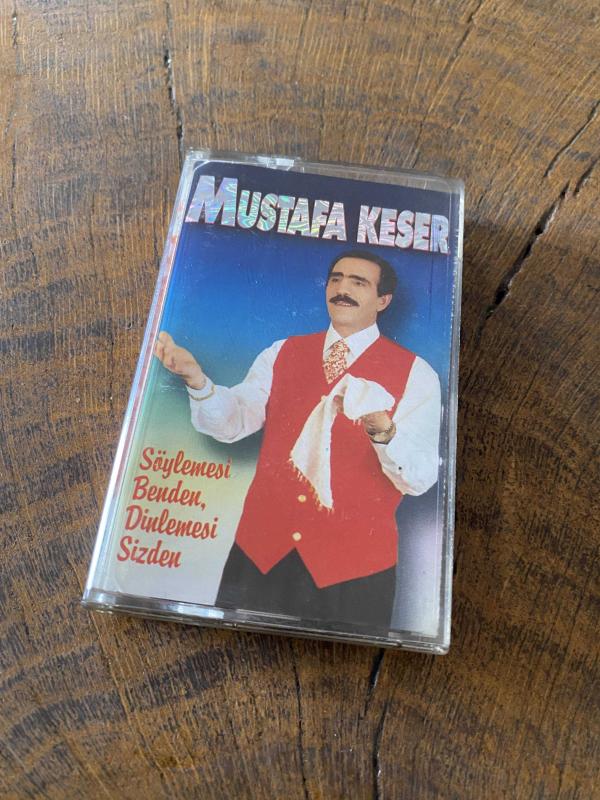 MUSTAFA KESER
Söylemesi
Benden,
Dinlemesi
Sizden